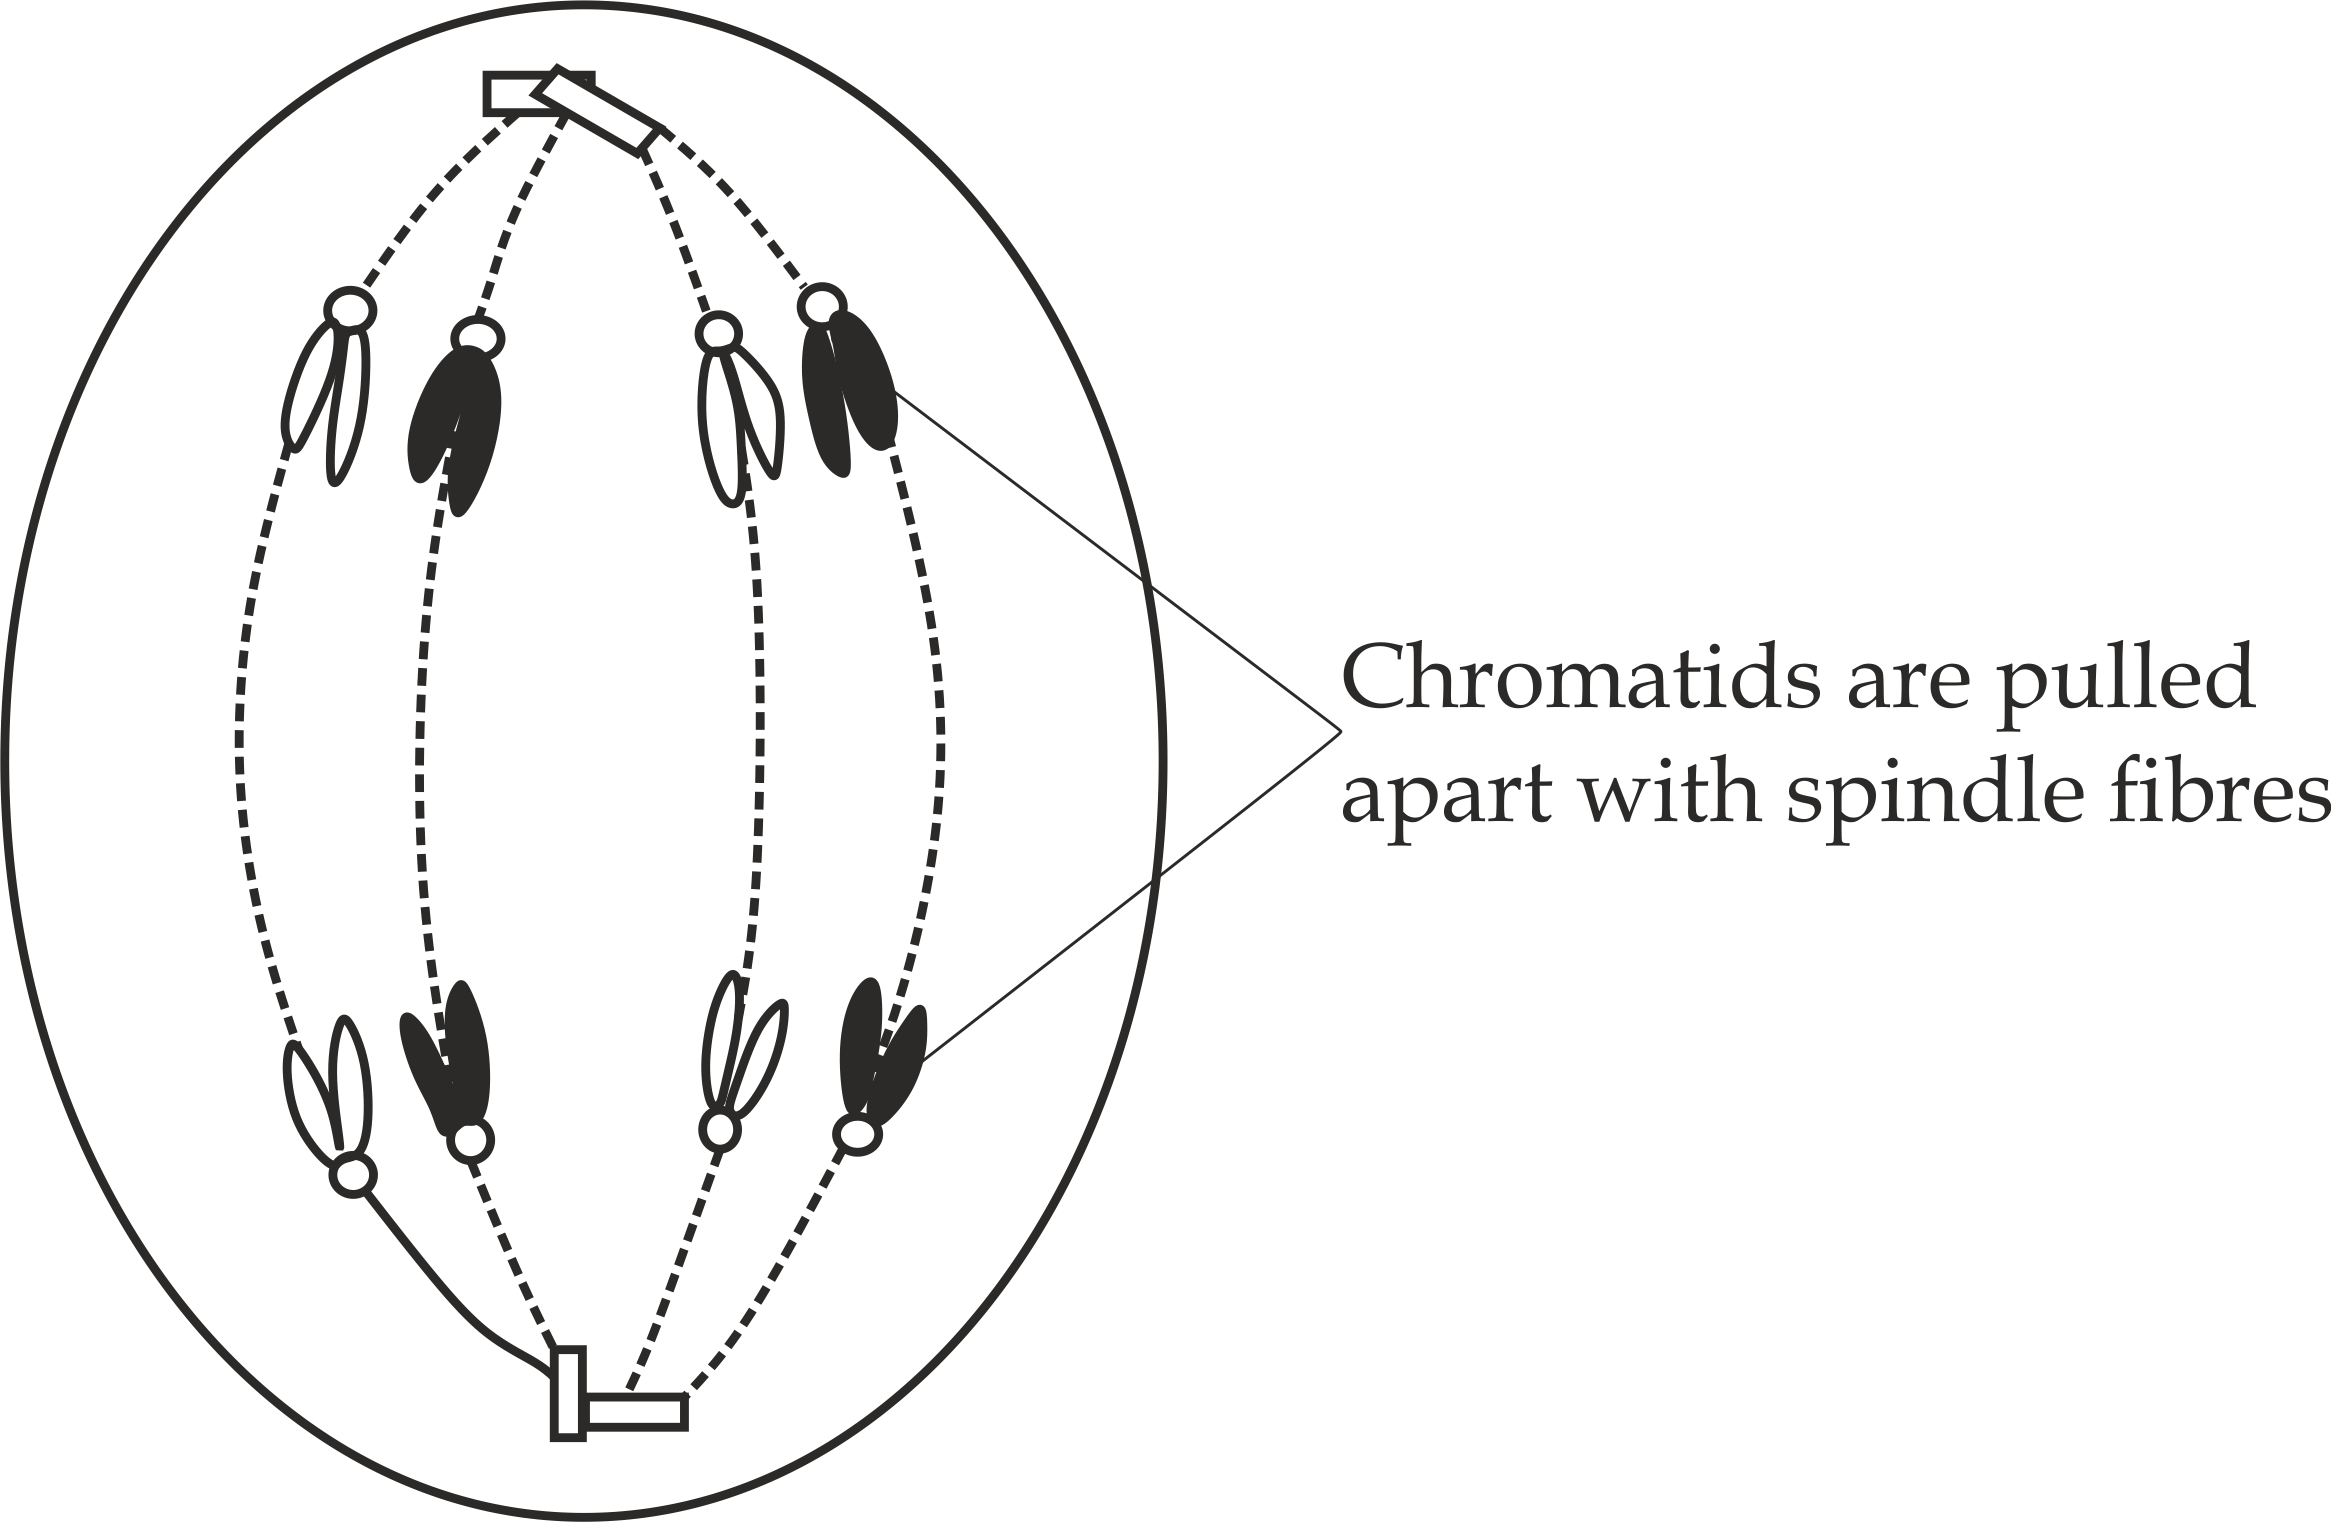 Chromatids are pulled
apart with spindle fibres